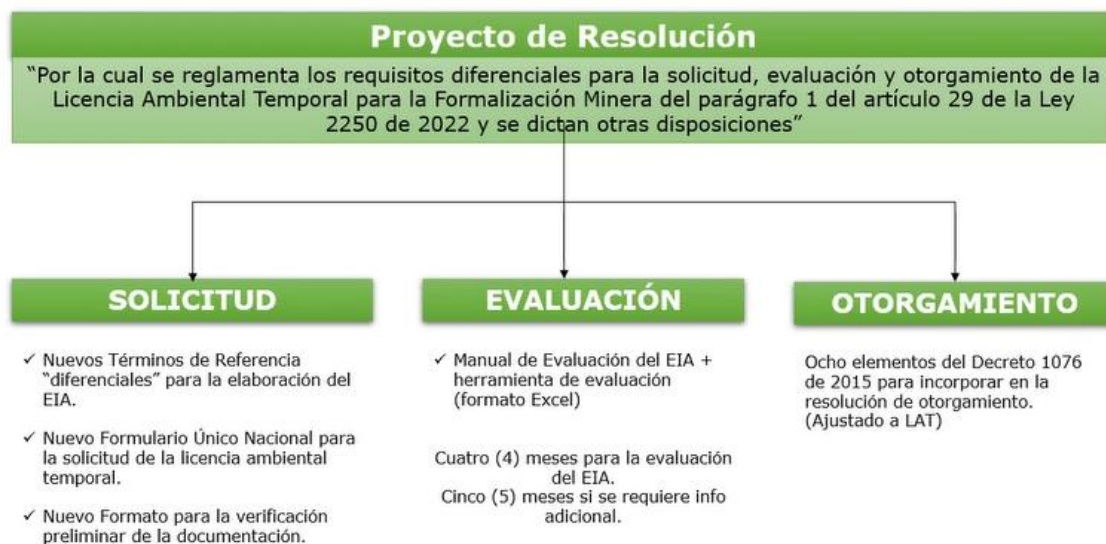 Proyecto de Resolución
“Por la cual se reglamenta los requisitos diferenciales para la solicitud, evaluación y otorgamiento de la
Licencia Ambiental Temporal para la Formalización Minera del parágrafo 1 del artículo 29 de la Ley
2250 de 2022 y se dictan otras disposiciones”
SOLICITUD
✓ Nuevos Términos de Referencia
“diferenciales” para la elaboración del
EIA.
✓ Nuevo Formulario Único Nacional para
la solicitud de la licencia ambiental
temporal.
✓ Nuevo Formato para la verificación
preliminar de la documentación.
EVALUACIÓN
✓ Manual de Evaluación del EIA +
herramienta de evaluación
(formato Excel)
Cuatro (4) meses para la evaluación
del EIA.
Cinco (5) meses si se requiere info
adicional.
OTORGAMIENTO
Ocho elementos del Decreto 1076
de 2015 para incorporar en la
resolución de otorgamiento.
(Ajustado a LAT)